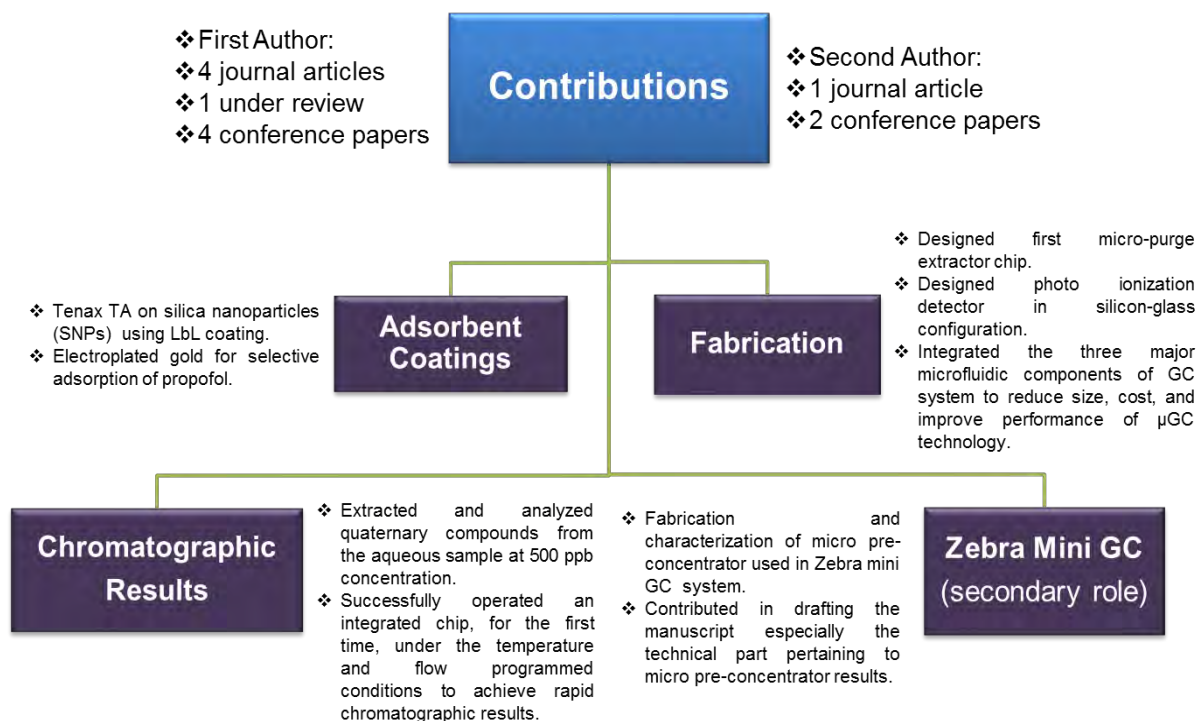 ❖First Author:
❖4 journal articles
❖1 under review
❖4 conference papers
Contributions
❖Second Author:
❖1 journal article
❖2 conference papers
❖ Tenax TA on silica nanoparticles
(SNPs) using LbL coating.
❖ Electroplated gold for selective
adsorption of propofol.
Adsorbent
Coatings
Fabrication
❖ Designed first micro-purge
extractor chip.
❖ Designed photo ionization
detector in silicon-glass
configuration.
❖ Integrated the three major
microfluidic components of GC
system to reduce size, cost, and
improve performance of µGC
technology.
Chromatographic
Results
❖ Extracted and analyzed
quaternary compounds from
the aqueous sample at 500 ppb
concentration.
❖ Successfully operated an
integrated chip, for the first
time, under the temperature
and flow programmed
conditions to achieve rapid
chromatographic results.
❖ Fabrication and
characterization of micro pre-
concentrator used in Zebra mini
GC system.
❖ Contributed in drafting the
manuscript especially the
technical part pertaining to
micro pre-concentrator results.
Zebra Mini GC
(secondary role)